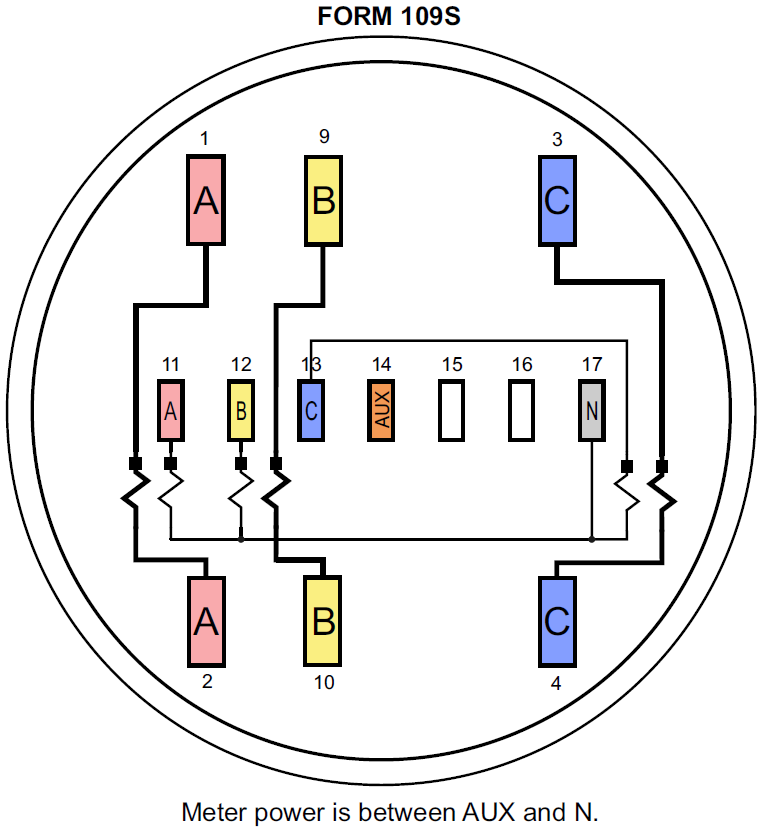 FORM 109S
1 9 3
A B C
11 12 13 14 15 16 17
A B C AUX N
A B C
2 10 4
Meter power is between AUX and N.